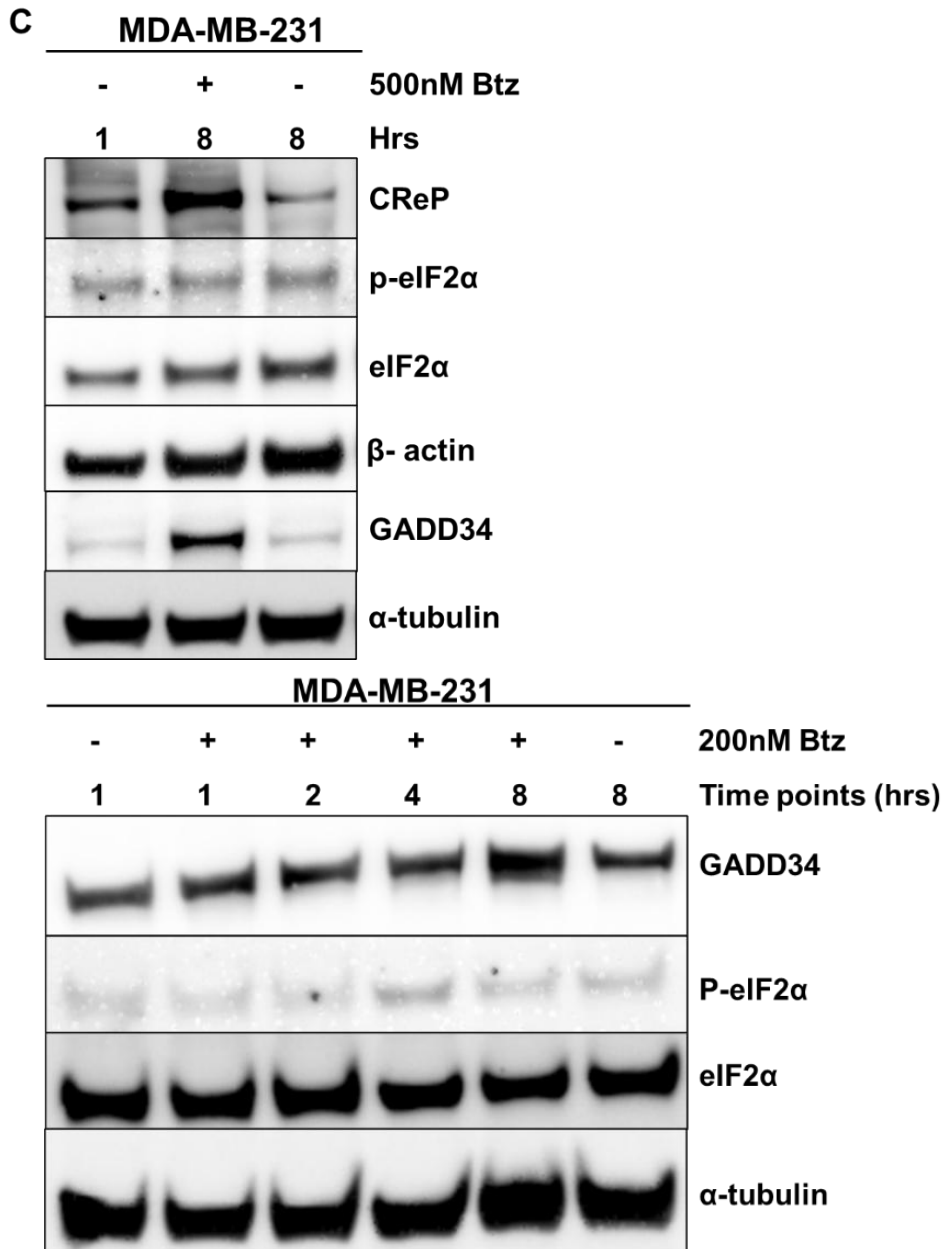 C
MDA-MB-231
- + - 500nM Btz
1 8 8 Hrs
CReP
p-eIF2α
eIF2α
β- actin
GADD34
α-tubulin
MDA-MB-231
- + + + + - 200nM Btz
1 1 2 4 8 8 Time points (hrs)
GADD34
P-eIF2α
eIF2α
α-tubulin